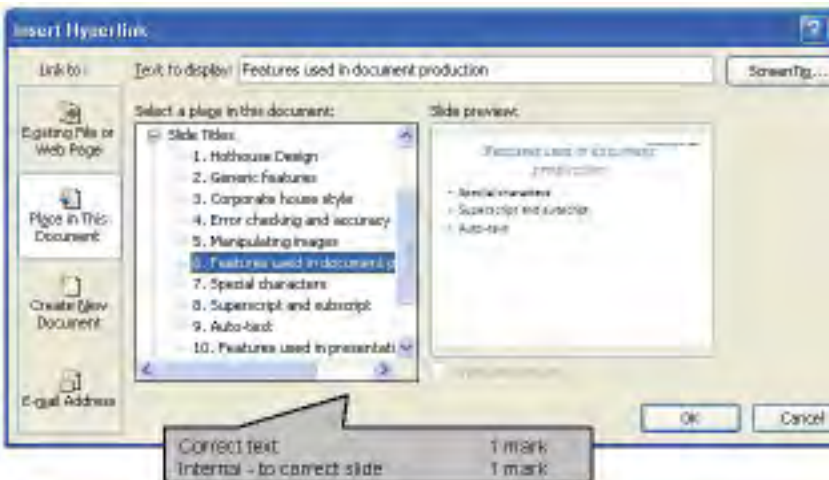 Insert Hyperlink
Link to:
Text to display: Features used in document production
ScreenTip...
Existing File or
Web Page
Place in This
Document
Create New
Document
E-mail Address
Select a place in this document:
Slide Titles
1. Hothouse Design
2. Generic features
3. Corporate house style
4. Error checking and accuracy
5. Manipulating images
6. Features used in document p
7. Special characters
8. Superscript and subscript
9. Auto-text
10. Features used in presentati
Slide preview:
Features used in document
production
• Special characters
• Superscript and subscript
• Auto-text
OK
Cancel
Correct text 1 mark
Internal - to correct slide 1 mark